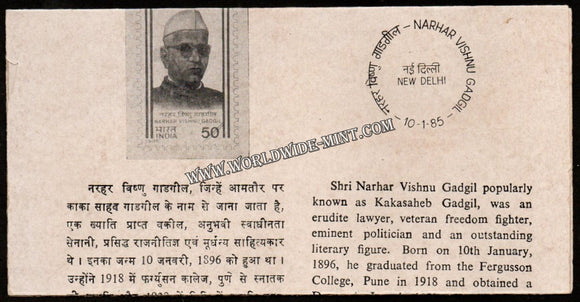 नरहर विष्णु गाडगील
NARHAR VISHNU GADGIL
भारत
INDIA
50
नरहर विष्णु गाडगील - NARHAR VISHNU GADGIL -
नई दिल्ली
NEW DELHI
10-1-85
WWW.WORLDWIDE-MINT.COM
नरहर विष्णु गाडगील, जिन्हें आमतौर पर
काका साहब गाडगील के नाम से जाना जाता है,
एक ख्याति प्राप्त वकील, अनुभवी स्वाधीनता
सेनानी, प्रसिद्ध राजनीतिज्ञ एवं मूर्धन्य साहित्यकार
थे । इनका जन्म 10 जनवरी, 1896 को हुआ था ।
उन्होंने 1918 में फर्ग्युसन कालेज, पुणे से स्नातक
Shri Narhar Vishnu Gadgil popularly
known as Kakasaheb Gadgil, was an
erudite lawyer, veteran freedom fighter,
eminent politician and an outstanding
literary figure. Born on 10th January,
1896, he graduated from the Fergusson
College, Pune in 1918 and obtained a